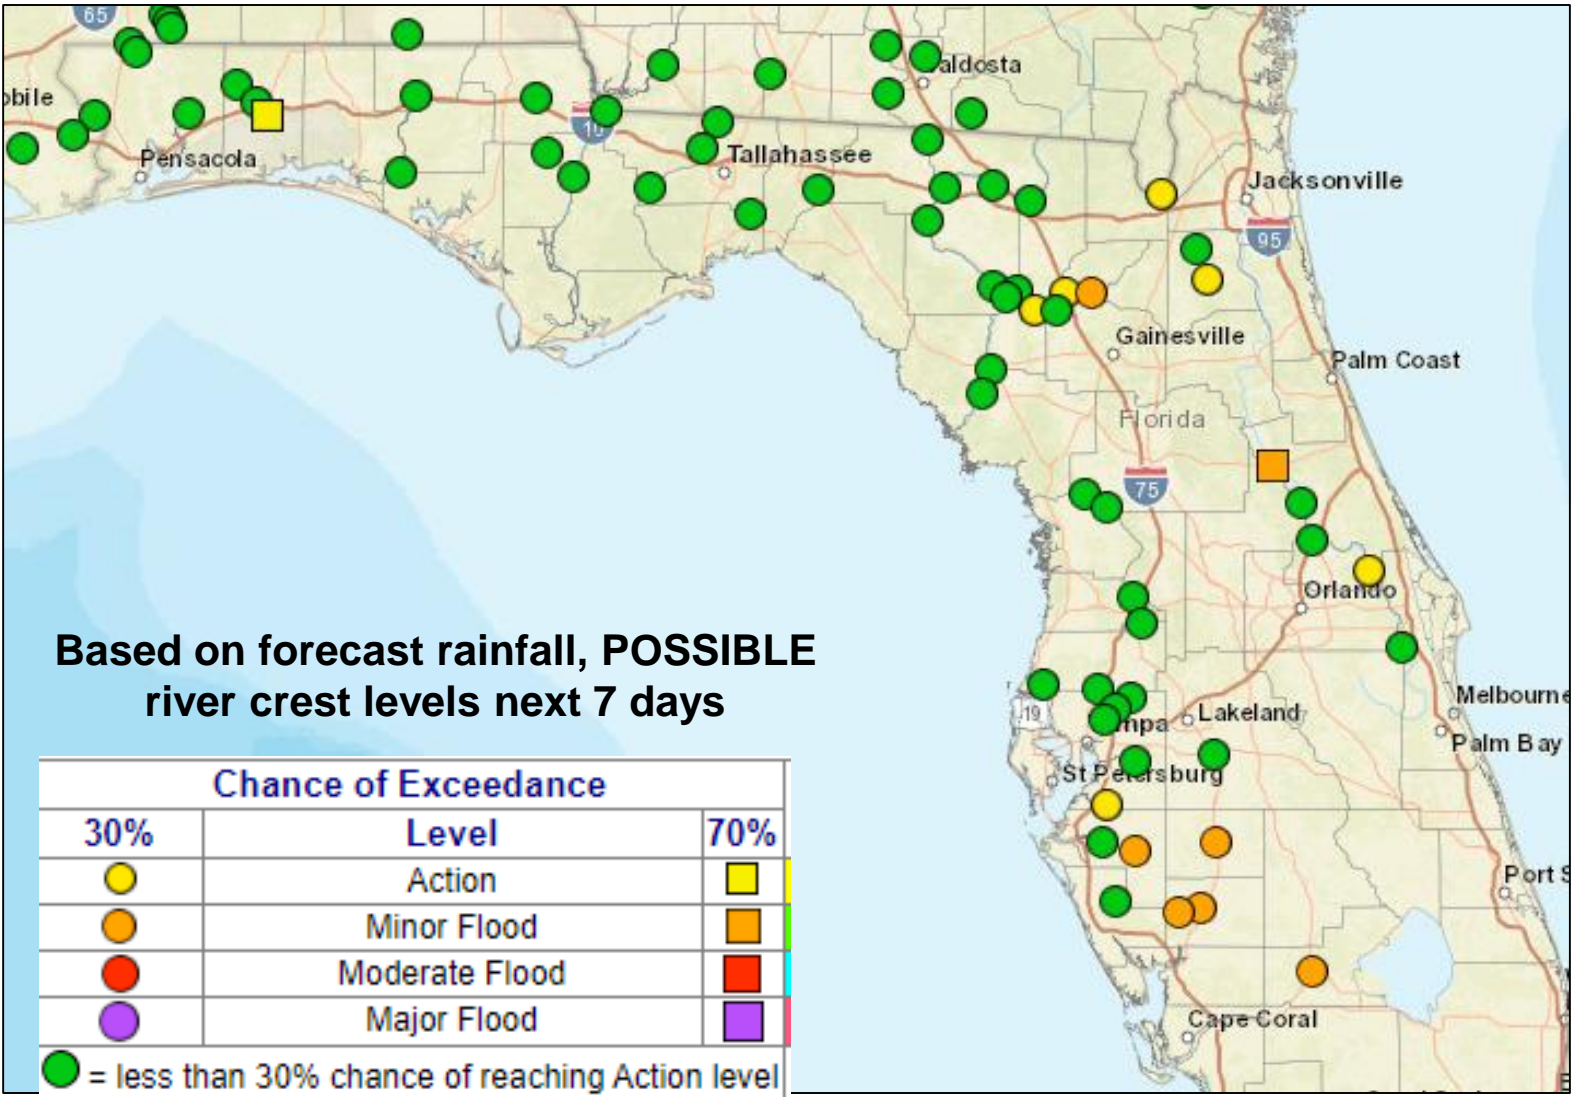 65
obile
aldosta
10
Pensacola
Tallahassee
Jacksonville
95
Gainesville
Palm Coast
Florida
75
Orlando
Based on forecast rainfall, POSSIBLE
river crest levels next 7 days
Melbourne
19
mpa
Lakeland
Palm Bay
St Petersburg
Chance of Exceedance
30% Level 70%
Action
Port S
Minor Flood
Moderate Flood
Major Flood
Cape Coral
= less than 30% chance of reaching Action level